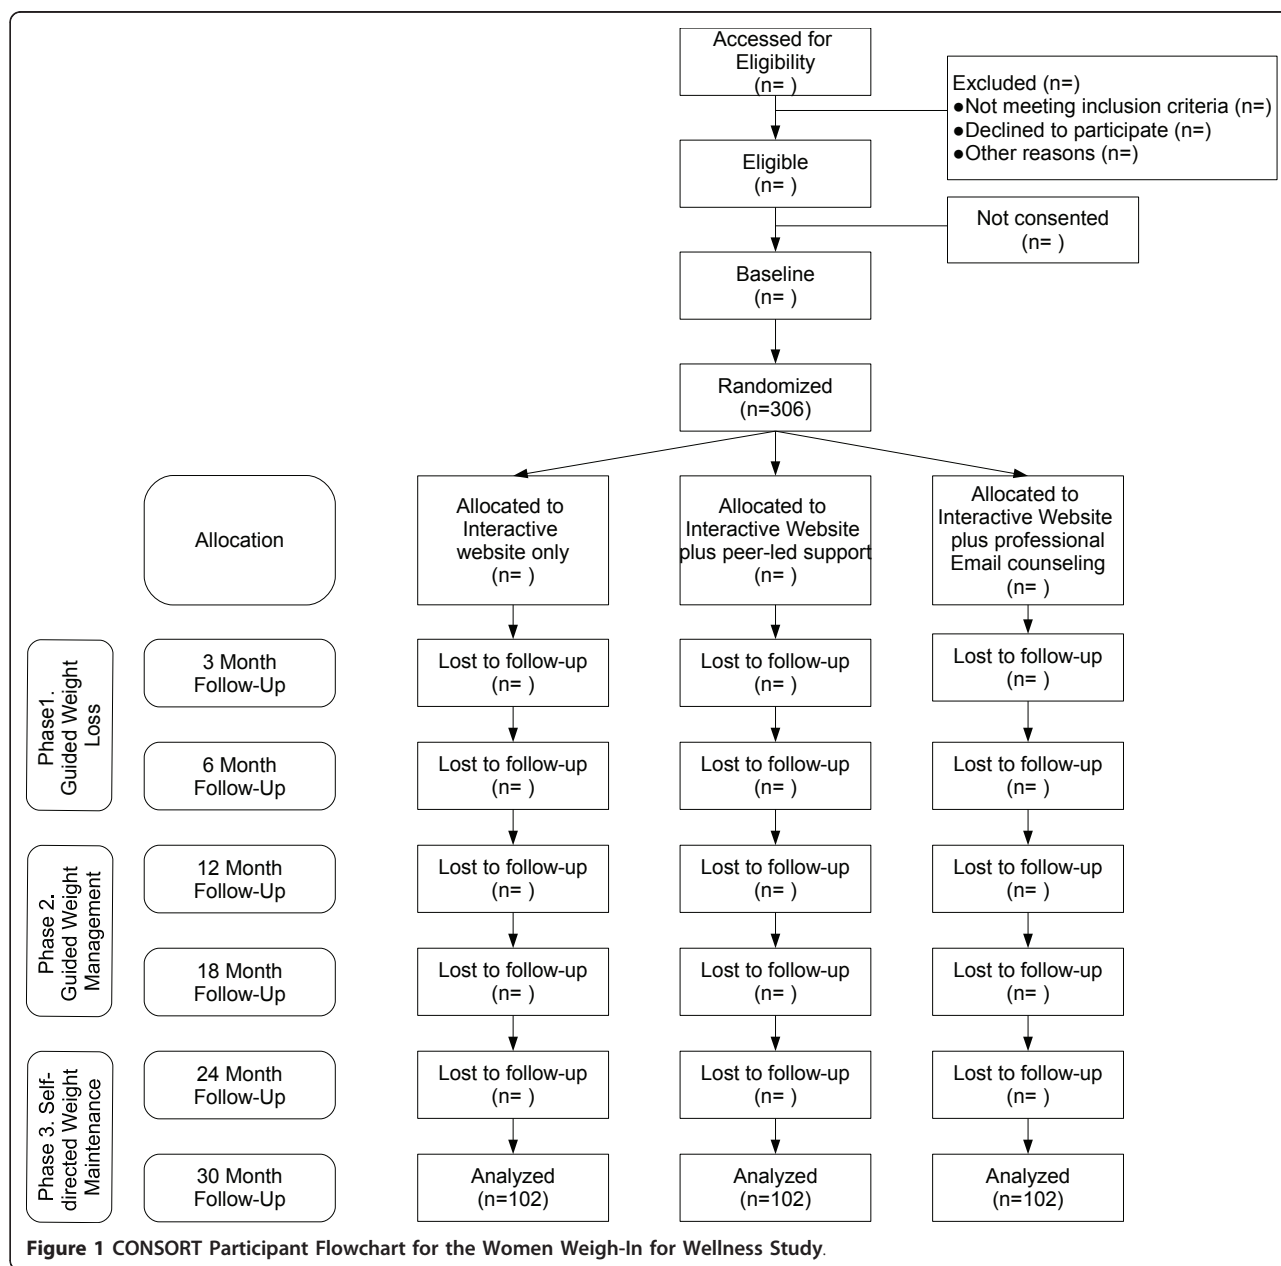 Accessed for
Eligibility
(n= )
Excluded (n=)
●Not meeting inclusion criteria (n=)
●Declined to participate (n=)
●Other reasons (n=)
Eligible
(n= )
Not consented
(n= )
Baseline
(n= )
Randomized
(n=306)
Allocation
Allocated to
Interactive
website only
(n= )
Allocated to
Interactive Website
plus peer-led support
(n= )
Allocated to
Interactive Website
plus professional
Email counseling
(n= )
Phase1.
Guided Weight
Loss
3 Month
Follow-Up
Lost to follow-up
(n= )
Lost to follow-up
(n= )
Lost to follow-up
(n= )
6 Month
Follow-Up
Lost to follow-up
(n= )
Lost to follow-up
(n= )
Lost to follow-up
(n= )
Phase 2.
Guided Weight
Management
12 Month
Follow-Up
Lost to follow-up
(n= )
Lost to follow-up
(n= )
Lost to follow-up
(n= )
18 Month
Follow-Up
Lost to follow-up
(n= )
Lost to follow-up
(n= )
Lost to follow-up
(n= )
Phase 3. Self-
directed Weight
Maintenance
24 Month
Follow-Up
Lost to follow-up
(n= )
Lost to follow-up
(n= )
Lost to follow-up
(n= )
30 Month
Follow-Up
Analyzed
(n=102)
Analyzed
(n=102)
Analyzed
(n=102)
Figure 1 CONSORT Participant Flowchart for the Women Weigh-In for Wellness Study.